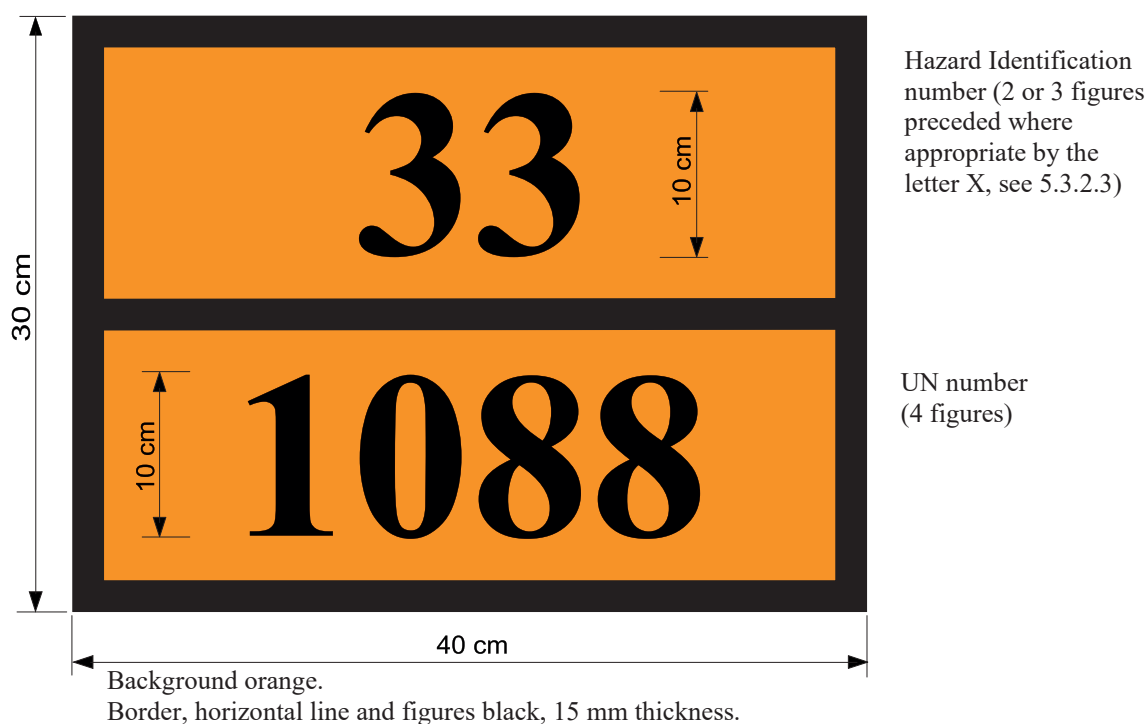 33
10 cm
Hazard Identification
number (2 or 3 figures
preceded where
appropriate by the
letter X, see 5.3.2.3)
30 cm
10 cm
1088
UN number
(4 figures)
40 cm
Background orange.
Border, horizontal line and figures black, 15 mm thickness.